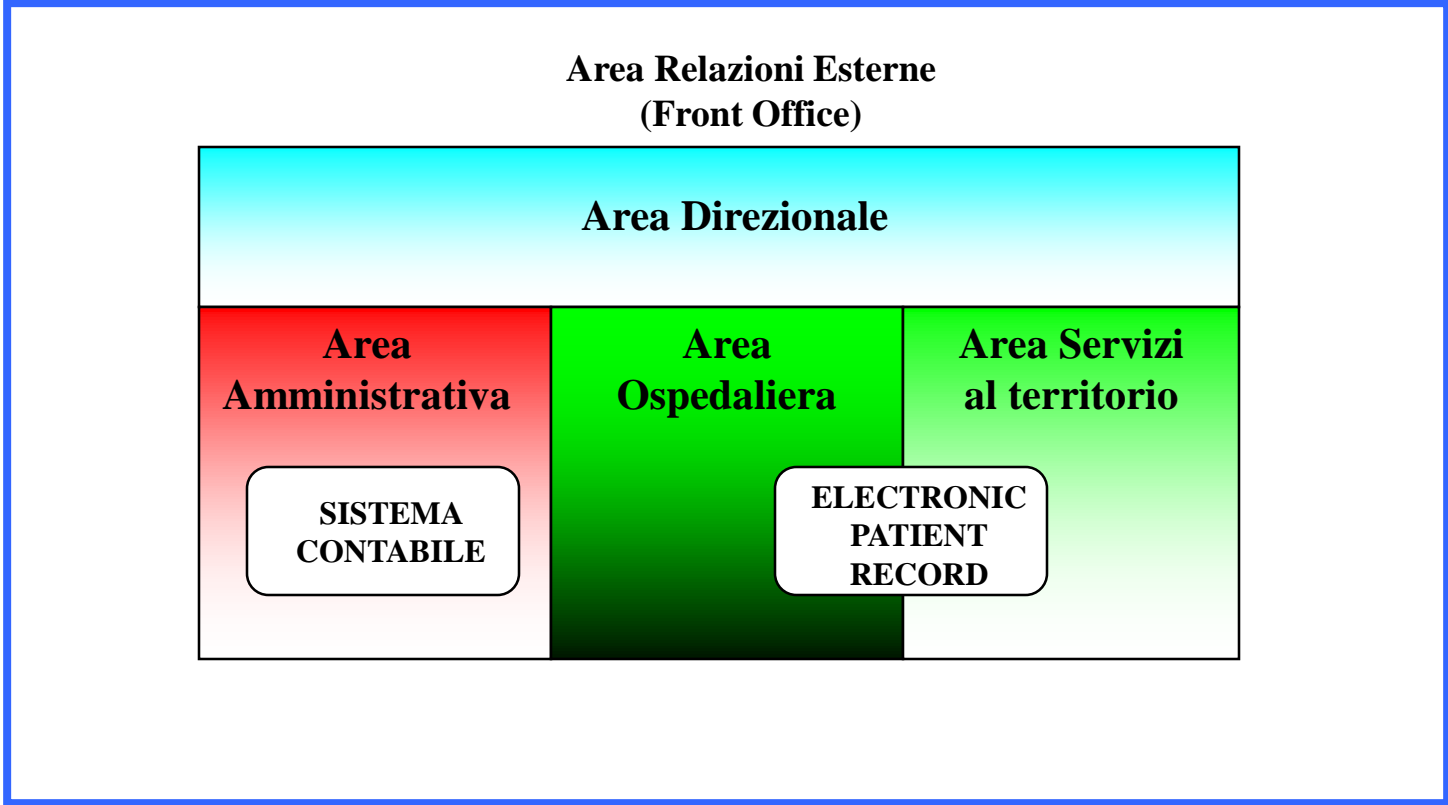 Area Relazioni Esterne
(Front Office)
Area Direzionale
Area
Amministrativa
Area
Ospedaliera
Area Servizi
al territorio
SISTEMA
CONTABILE
ELECTRONIC
PATIENT
RECORD